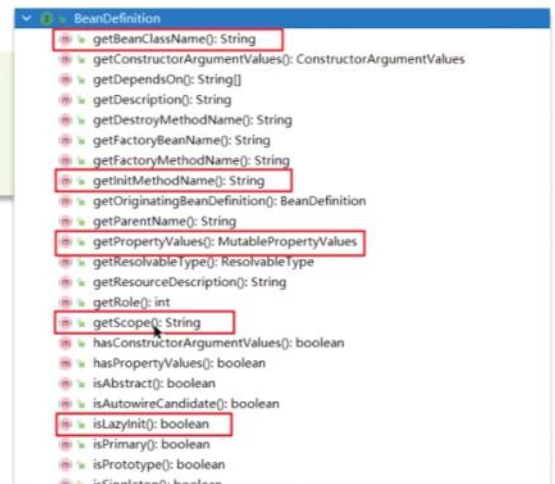 BeanDefinition
getBeanClassName(): String
getConstructorArgumentValues(): ConstructorArgumentValues
getDependsOn(): String[]
getDescription(): String
getDestroyMethodName(): String
getFactoryBeanName(): String
getFactoryMethodName(): String
getInitMethodName(): String
getOriginatingBeanDefinition(): BeanDefinition
getParentName(): String
getPropertyValues(): MutablePropertyValues
getResolvableType(): ResolvableType
getResourceDescription(): String
getRole(): int
getScope(): String
hasConstructorArgumentValues(): boolean
hasPropertyValues(): boolean
isAbstract(): boolean
isAutowireCandidate(): boolean
isLazyInit(): boolean
isPrimary(): boolean
isPrototype(): boolean
isSingleton(): boolean